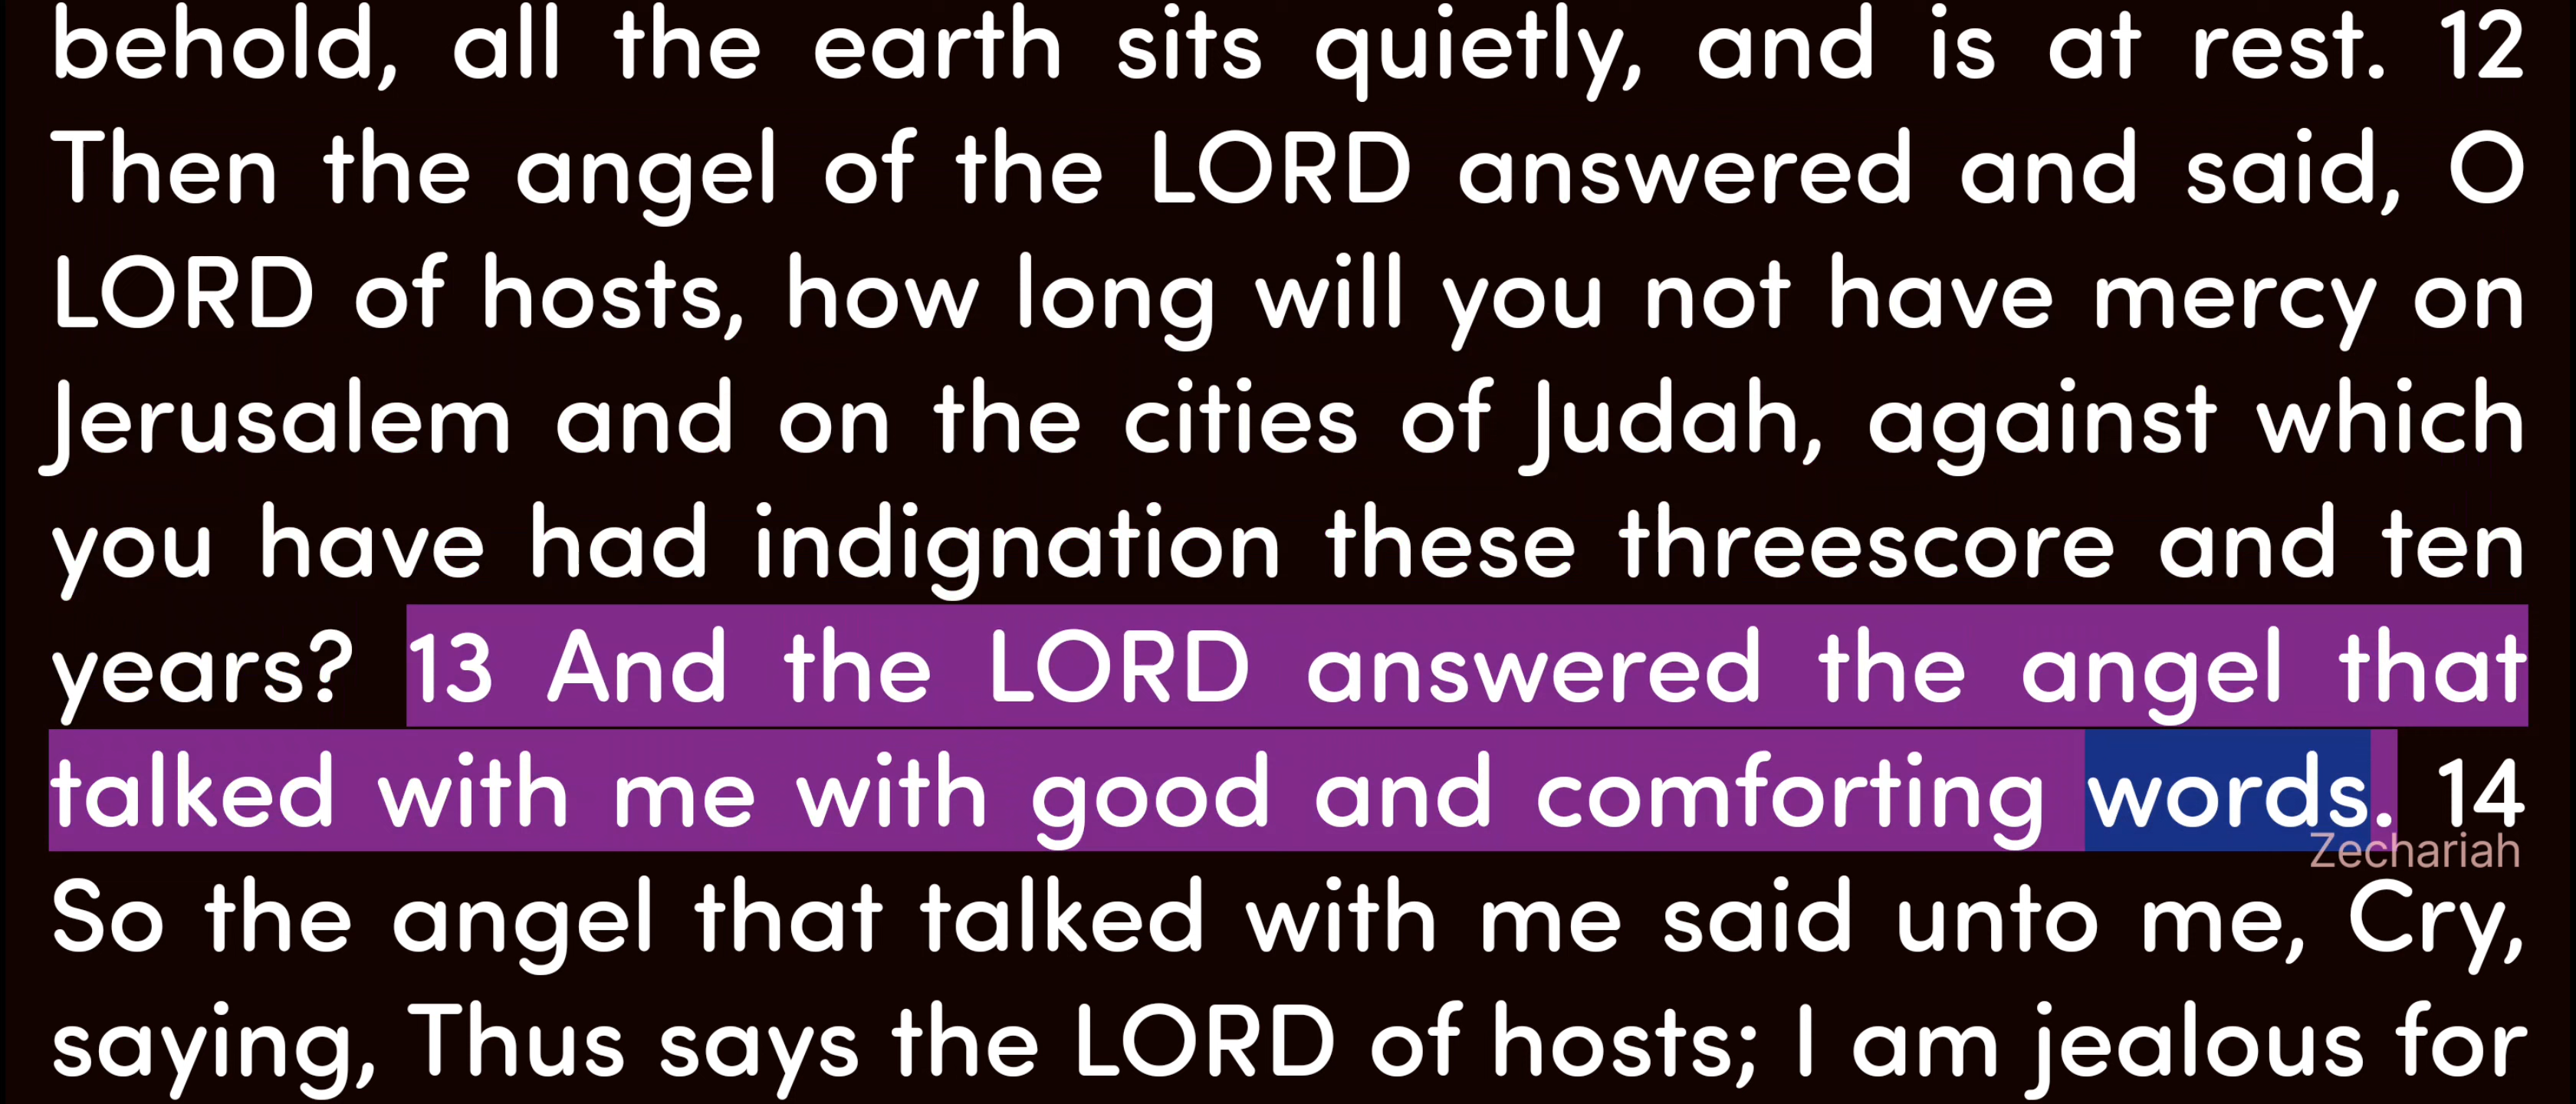 behold, all the earth sits quietly, and is at rest. 12
Then the angel of the LORD answered and said, O
LORD of hosts, how long will you not have mercy on
Jerusalem and on the cities of Judah, against which
you have had indignation these threescore and ten
years? 13 And the LORD answered the angel that
talked with me with good and comforting words. 14
Zechariah
So the angel that talked with me said unto me, Cry,
saying, Thus says the LORD of hosts; I am jealous for